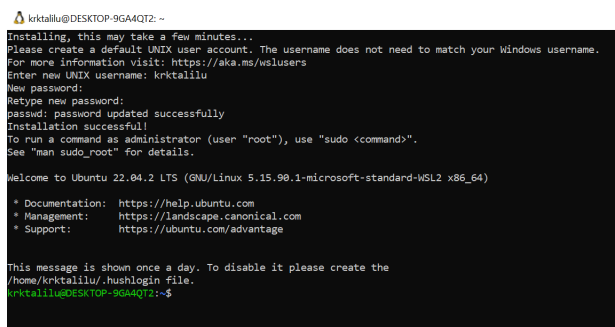 krktalilu@DESKTOP-9GA4QT2: ~
Installing, this may take a few minutes...
Please create a default UNIX user account. The username does not need to match your Windows username.
For more information visit: https://aka.ms/wslusers
Enter new UNIX username: krktalilu
New password:
Retype new password:
passwd: password updated successfully
Installation successful!
To run a command as administrator (user "root"), use "sudo <command>".
See "man sudo_root" for details.
Welcome to Ubuntu 22.04.2 LTS (GNU/Linux 5.15.90.1-microsoft-standard-WSL2 x86_64)
* Documentation: https://help.ubuntu.com
* Management: https://landscape.canonical.com
* Support: https://ubuntu.com/advantage
This message is shown once a day. To disable it please create the
/home/krktalilu/.hushlogin file.
krktalilu@DESKTOP-9GA4QT2:~$